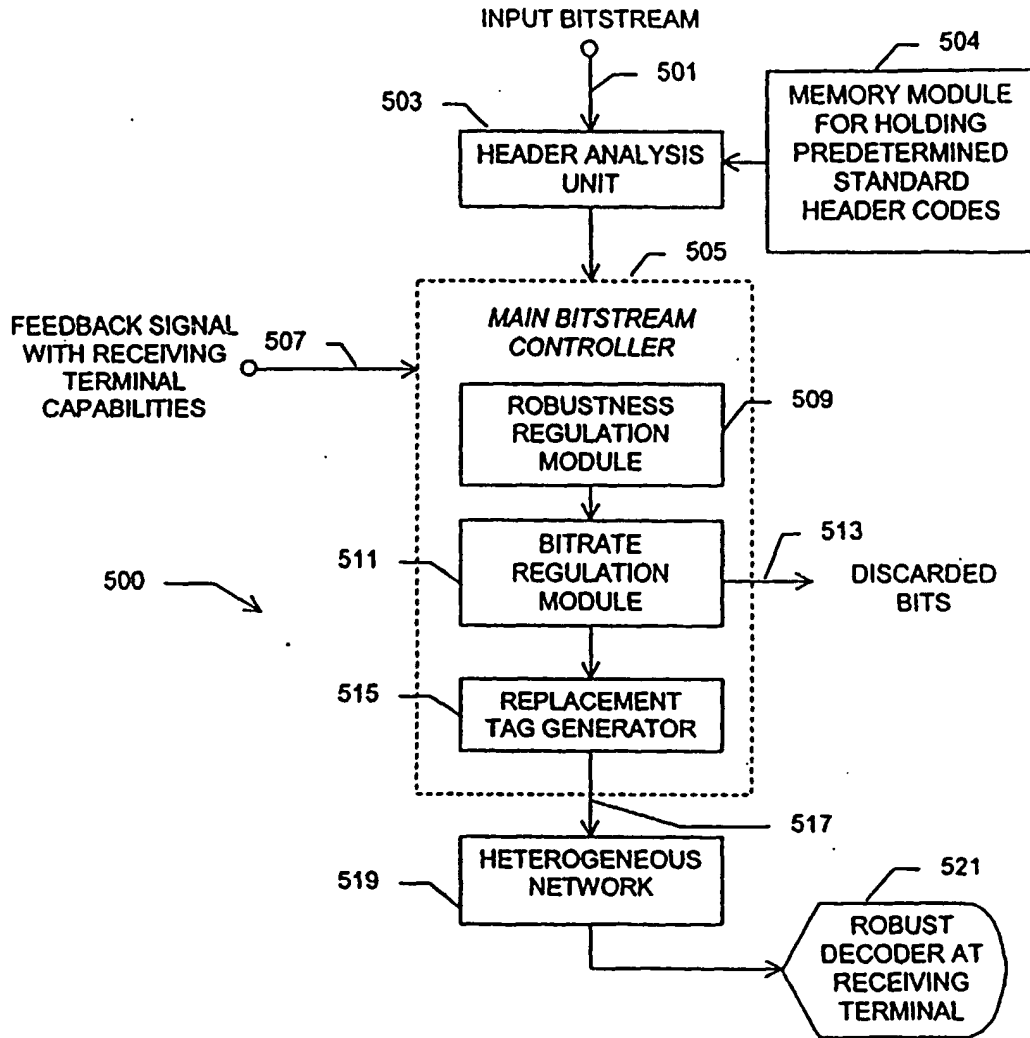 INPUT BITSTREAM
501
503
504
HEADER ANALYSIS
UNIT
MEMORY MODULE
FOR HOLDING
PREDETERMINED
STANDARD
HEADER CODES
505
FEEDBACK SIGNAL
WITH RECEIVING
TERMINAL
CAPABILITIES
507
MAIN BITSTREAM
CONTROLLER
ROBUSTNESS
REGULATION
MODULE
509
511
BITRATE
REGULATION
MODULE
513
DISCARDED
BITS
500
515
REPLACEMENT
TAG GENERATOR
517
519
HETEROGENEOUS
NETWORK
521
ROBUST
DECODER AT
RECEIVING
TERMINAL